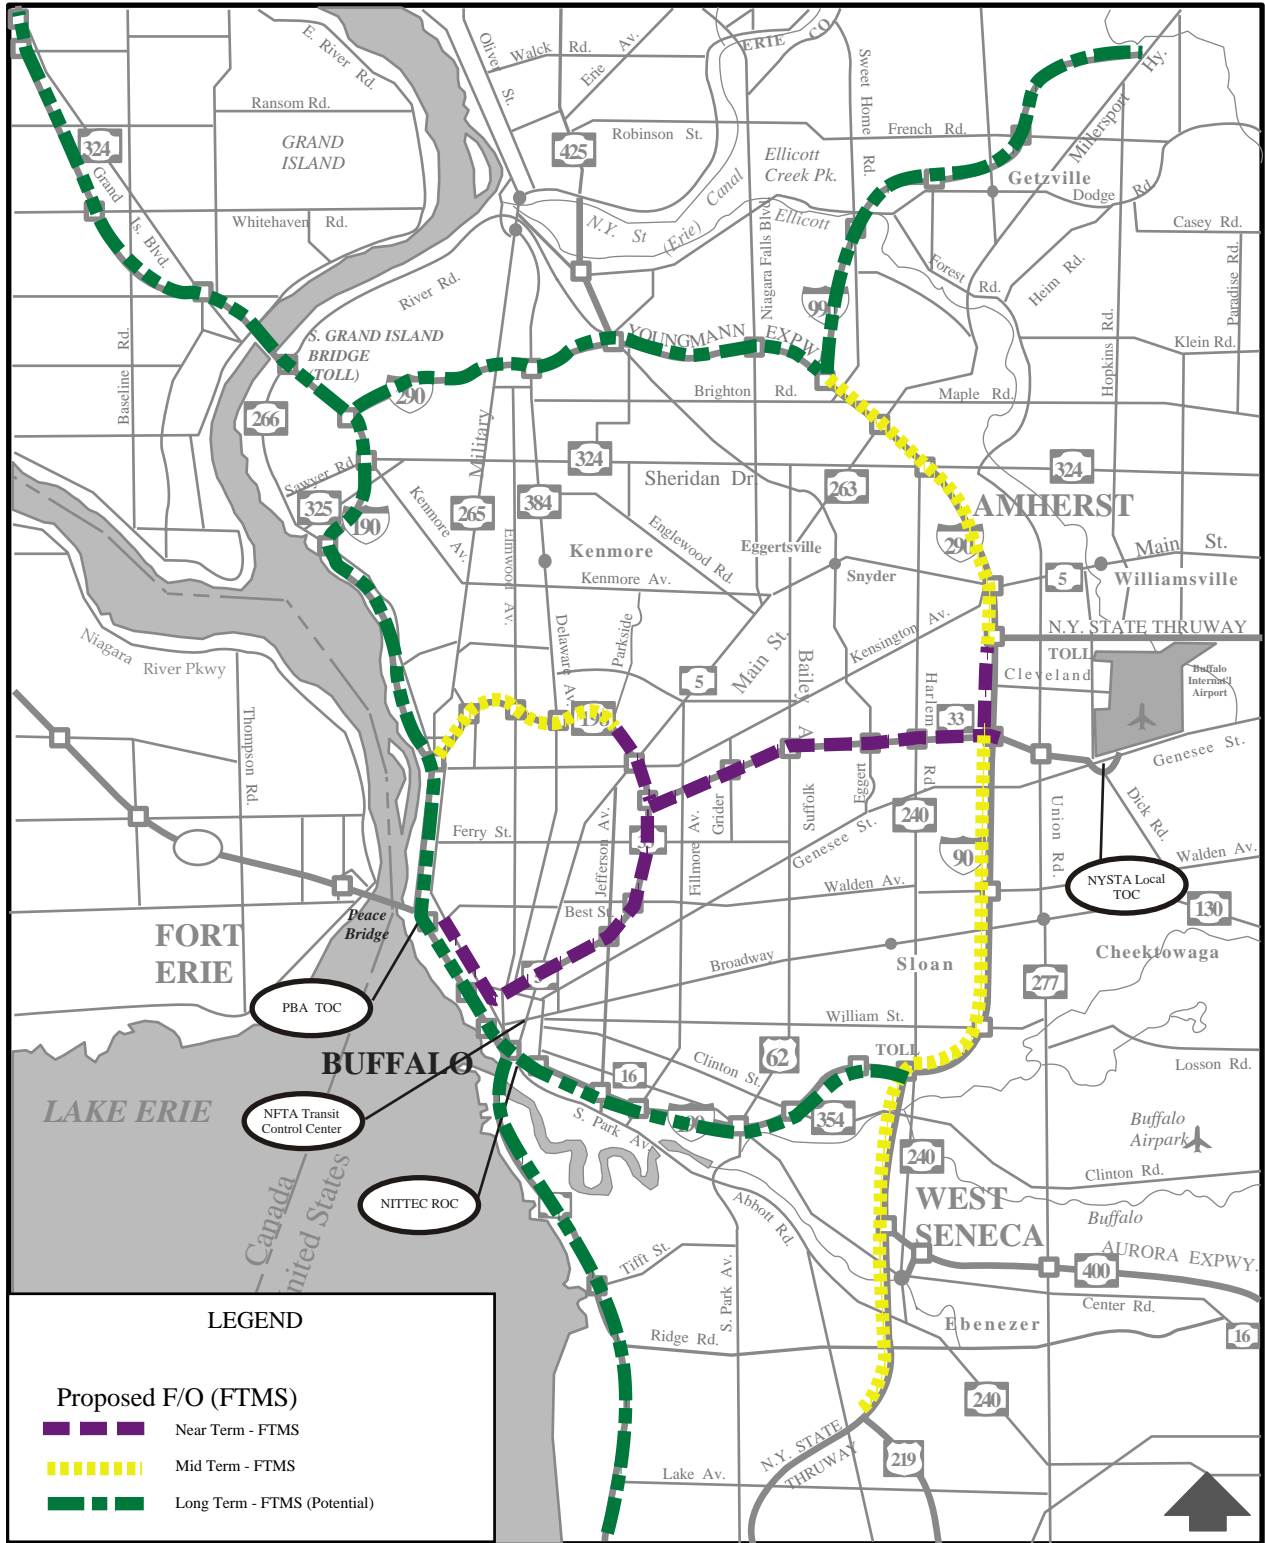 E. River
Rd.
Oliver
St.
Walck Rd.
Erie Av.
ERIE CO
Sweet Home
Rd.
Millersport
Hy.
Ransom Rd.
GRAND
ISLAND
324
425
Robinson St.
French Rd.
Ellicott
Creek Pk.
Getzville
Dodge Rd.
Grand
Is. Blvd.
Whitehaven Rd.
N.Y. St
(Erie)
Canal
Niagara Falls Blvd.
Ellicott
Casey Rd.
Forest
Rd.
Heim Rd.
Paradise Rd.
River Rd.
990
S. GRAND ISLAND
BRIDGE
(TOLL)
YOUNGMANN EXPWY
Klein Rd.
Hopkins Rd.
Baseline Rd.
290
Brighton Rd.
Maple Rd.
266
Military
324
Sheridan Dr.
263
324
Sawyer Rd.
325
190
Kenmore Av.
265
384
AMHERST
Englewood Rd.
Eggertsville
290
Main St.
Kenmore
Elmwood Av.
Kenmore Av.
Snyder
5
Williamsville
Niagara
River Pkwy
Delaware Av.
Parkside
Main St.
Kensington Av.
N.Y. STATE THRUWAY
TOLL
5
Bailey A
Harlem
Rd.
Cleveland
Buffalo
Internat'l
Airport
Thompson Rd.
198
33
Genesee St.
Grider
Suffolk
Eggert
Jefferson Av.
Fillmore Av.
Ferry St.
33
Genesee St.
240
Union
Rd.
Dick Rd.
90
Walden Av.
NYSTA Local
TOC
Walden Av.
130
Peace
Bridge
Best St.
FORT
ERIE
Broadway
Sloan
Cheektowaga
277
PBA TOC
William St.
BUFFALO
TOLL
62
Losson Rd.
16
Clinton St.
LAKE ERIE
NFTA Transit
Control Center
S. Park Av.
190
354
Buffalo
Airpark
240
Clinton Rd.
NITTEC ROC
Abbott Rd.
WEST
SENECA
Buffalo
Canada
United States
AURORA EXPWY.
Tifft St.
S. Park Av.
400
Center Rd.
Ebenezer
Ridge Rd.
16
240
N.Y. STATE
THRUWAY
219
Lake Av.
LEGEND
Proposed F/O (FTMS)
Near Term - FTMS
Mid Term - FTMS
Long Term - FTMS (Potential)